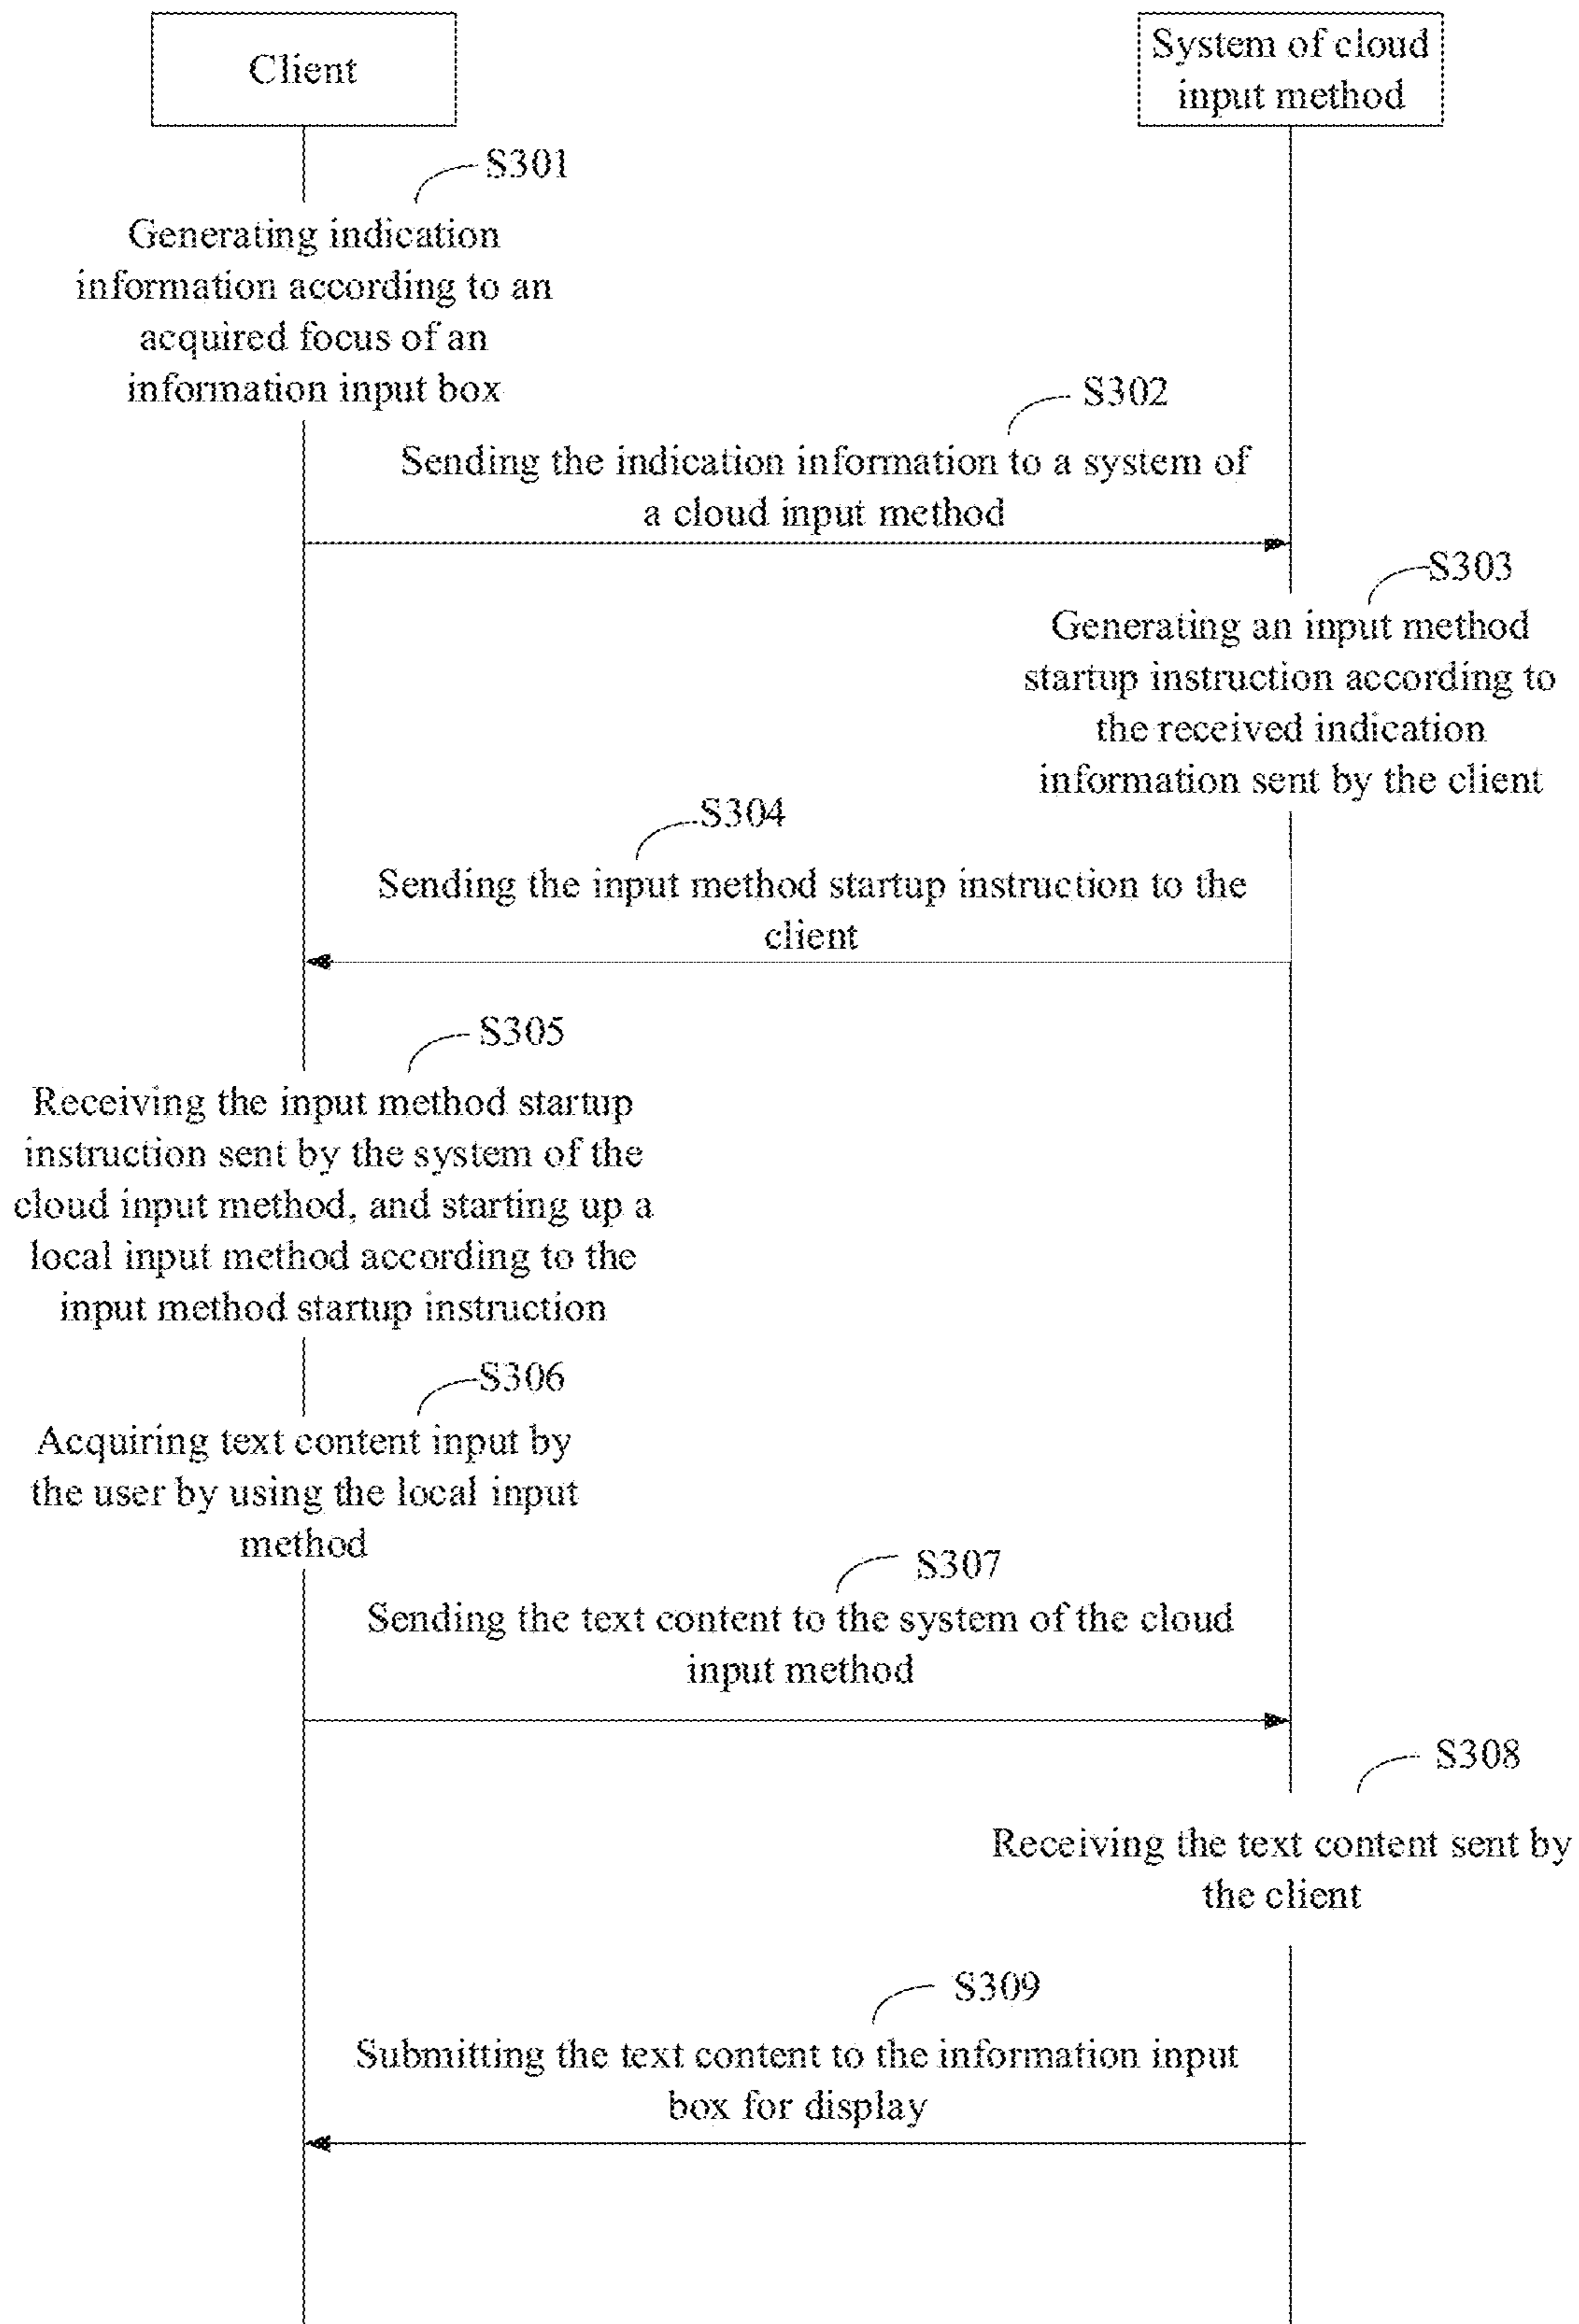 Client
System of cloud
input method
S301
Generating indication
information according to an
acquired focus of an
information input box
S302
Sending the indication information to a system of
a cloud input method
S303
Generating an input method
startup instruction according to
the received indication
information sent by the client
S304
Sending the input method startup instruction to the
client
S305
Receiving the input method startup
instruction sent by the system of the
cloud input method, and starting up a
local input method according to the
input method startup instruction
S306
Acquiring text content input by
the user by using the local input
method
S307
Sending the text content to the system of the cloud
input method
S308
Receiving the text content sent by
the client
S309
Submitting the text content to the information input
box for display